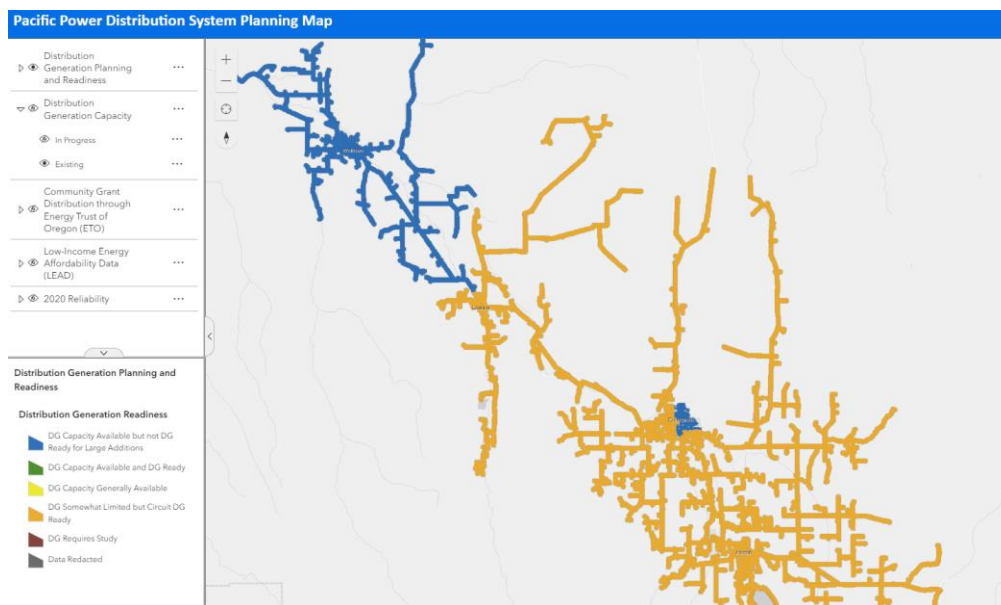 Pacific Power Distribution System Planning Map
Distribution
Generation Planning
and Readiness
Distribution
Generation Capacity
In Progress
Existing
Community Grant
Distribution through
Energy Trust of
Oregon (ETO)
Low-Income Energy
Affordability Data
(LEAD)
2020 Reliability
Distribution Generation Planning and
Readiness
Distribution Generation Readiness
DG Capacity Available but not DG
Ready for Large Additions
DG Capacity Available and DG Ready
DG Capacity Generally Available
DG Somewhat Limited but Circuit DG
Ready
DG Requires Study
Data Redacted